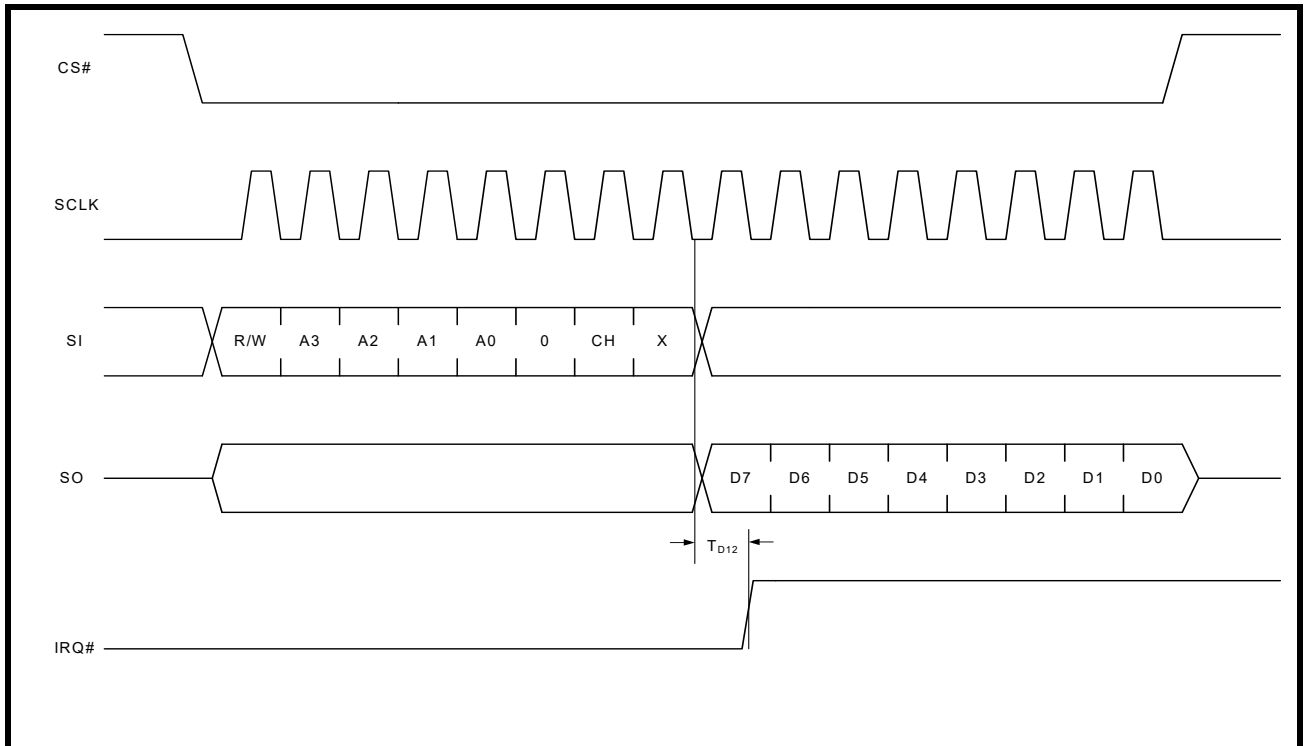 CS#
SCLK
SI R/W A3 A2 A1 A0 0 CH X
SO D7 D6 D5 D4 D3 D2 D1 D0
TD12
IRQ#